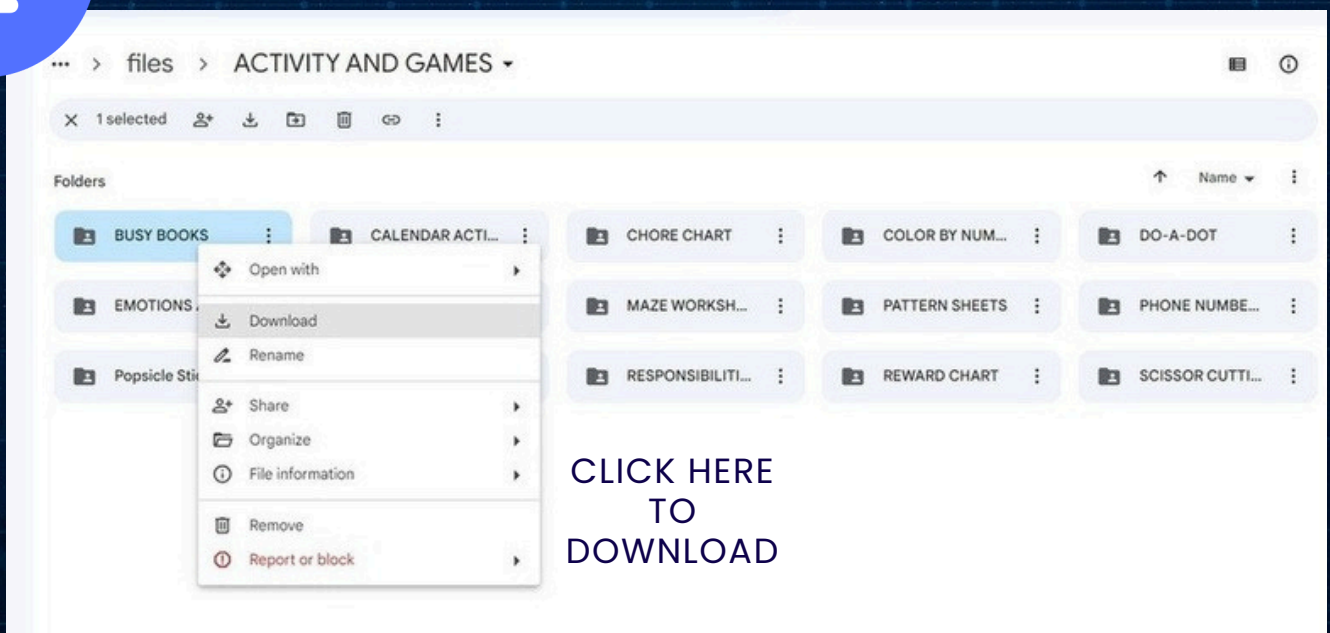 ... > files > ACTIVITY AND GAMES
1 selected
Folders
Name
BUSY BOOKS
CALENDAR ACTI...
CHORE CHART
COLOR BY NUM...
DO-A-DOT
EMOTIONS
MAZE WORKSH...
PATTERN SHEETS
PHONE NUMBE...
Popsicle Sti
RESPONSIBILITI...
REWARD CHART
SCISSOR CUTTI...
Open with
Download
Rename
Share
Organize
File information
Remove
Report or block
CLICK HERE
TO
DOWNLOAD